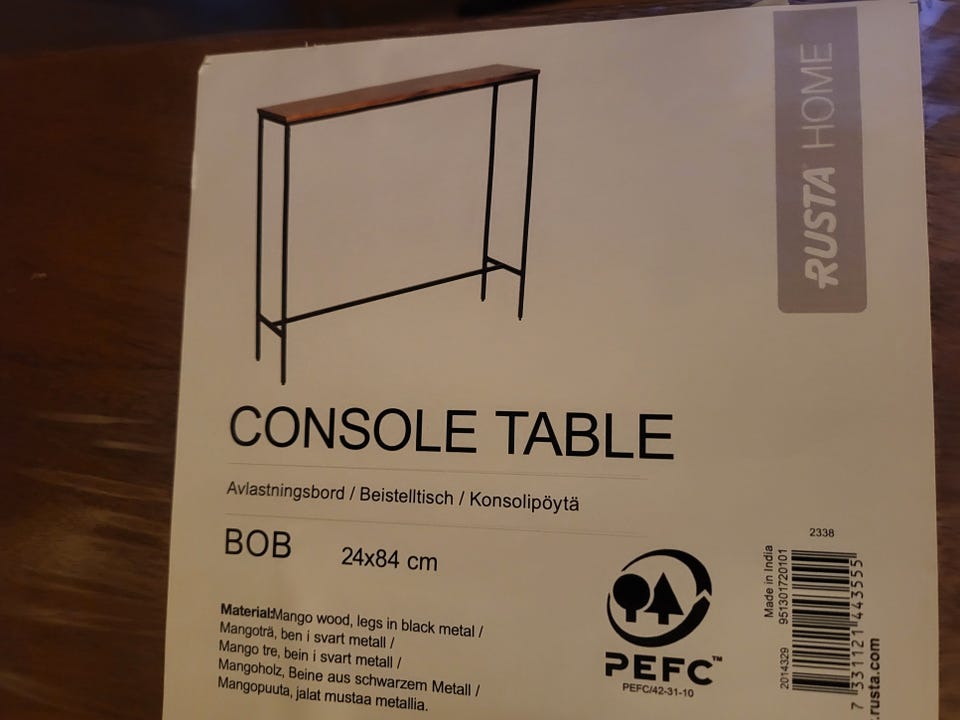 RUSTA HOME
CONSOLE TABLE
Avlastningsbord / Beistelltisch / Konsolipöytä
BOB 24x84 cm
Material:Mango wood, legs in black metal /
Mangoträ, ben i svart metall /
Mango tre, bein i svart metall /
Mangoholz, Beine aus schwarzem Metall /
Mangopuuta, jalat mustaa metallia.
PEFC™
PEFC/42-31-10
2338
Made in India
951301720101
2014329
7 331121 443555
.rusta.com